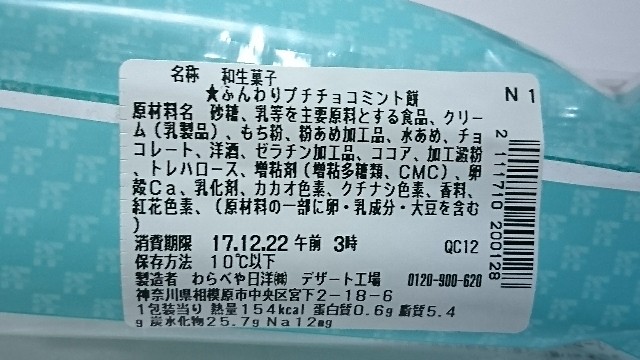 名称　和生菓子
★ふんわりプチチョコミント餅
N1
原材料名　砂糖、乳等を主要原料とする食品、クリー
ム（乳製品）、もち粉、粉あめ加工品、水あめ、チョ
コレート、洋酒、ゼラチン加工品、ココア、加工澱粉
、トレハロース、増粘剤（増粘多糖類、CMC）、卵
殻Ca、乳化剤、カカオ色素、クチナシ色素、香料、
紅花色素、（原材料の一部に卵・乳成分・大豆を含む
）
消費期限　17.12.22 午前 3時
QC12
保存方法　10℃以下
製造者　わらべや日洋㈱　デザート工場　0120-900-620
神奈川県相模原市中央区宮下2-18-6
1包装当り 熱量154kcal 蛋白質0.6g 脂質5.4
g 炭水化物25.7g Na12mg
2 111710 200128